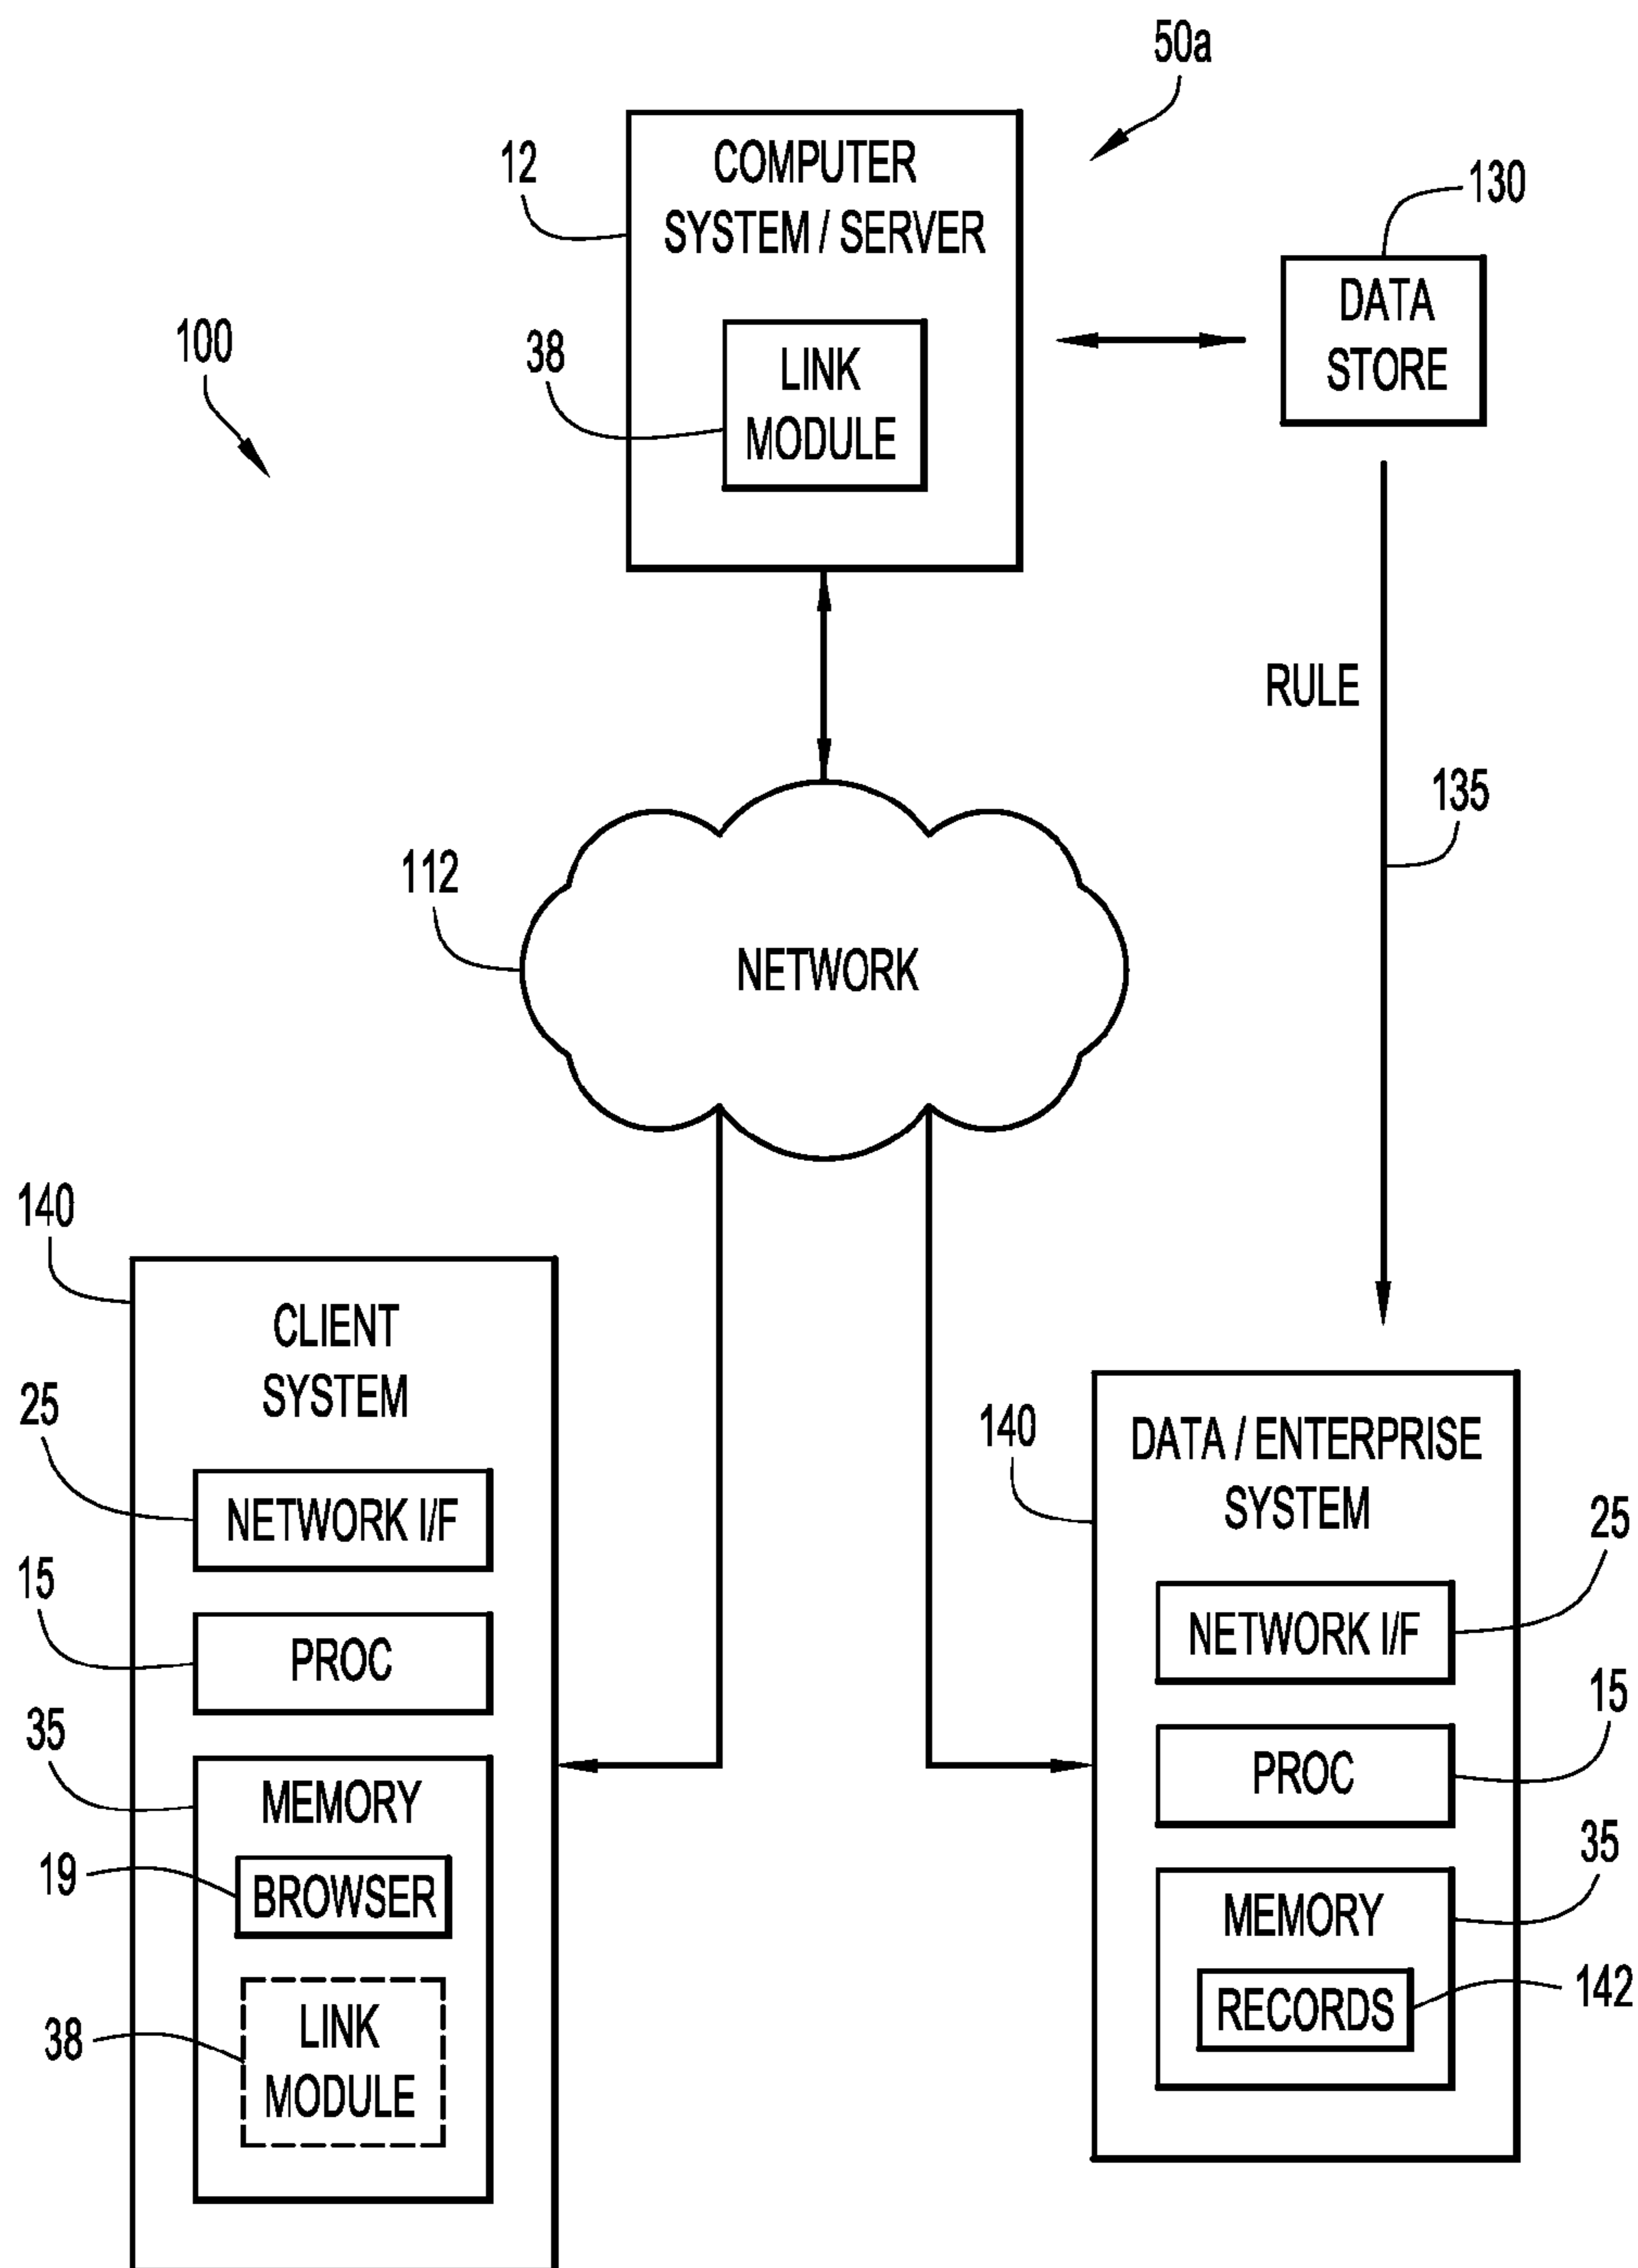 50a
12
COMPUTER
SYSTEM / SERVER
130
DATA
STORE
100
38
LINK
MODULE
RULE
135
112
NETWORK
140
CLIENT
SYSTEM
25
NETWORK I/F
15
PROC
35
MEMORY
19
BROWSER
38
LINK
MODULE
140
DATA / ENTERPRISE
SYSTEM
25
NETWORK I/F
15
PROC
35
MEMORY
RECORDS
142